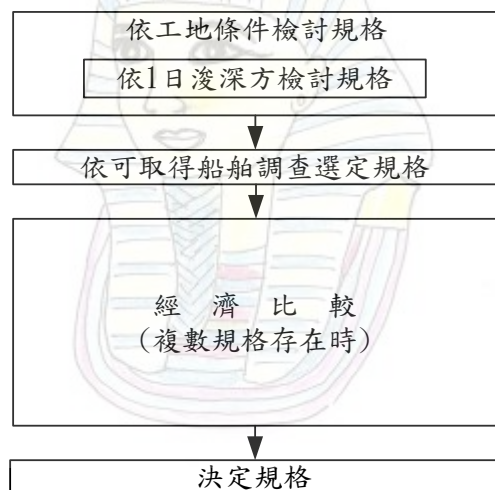 依工地條件檢討規格
依1日浚深方檢討規格
依可取得船舶調查選定規格
經 濟 比 較
（複數規格存在時）
決定規格